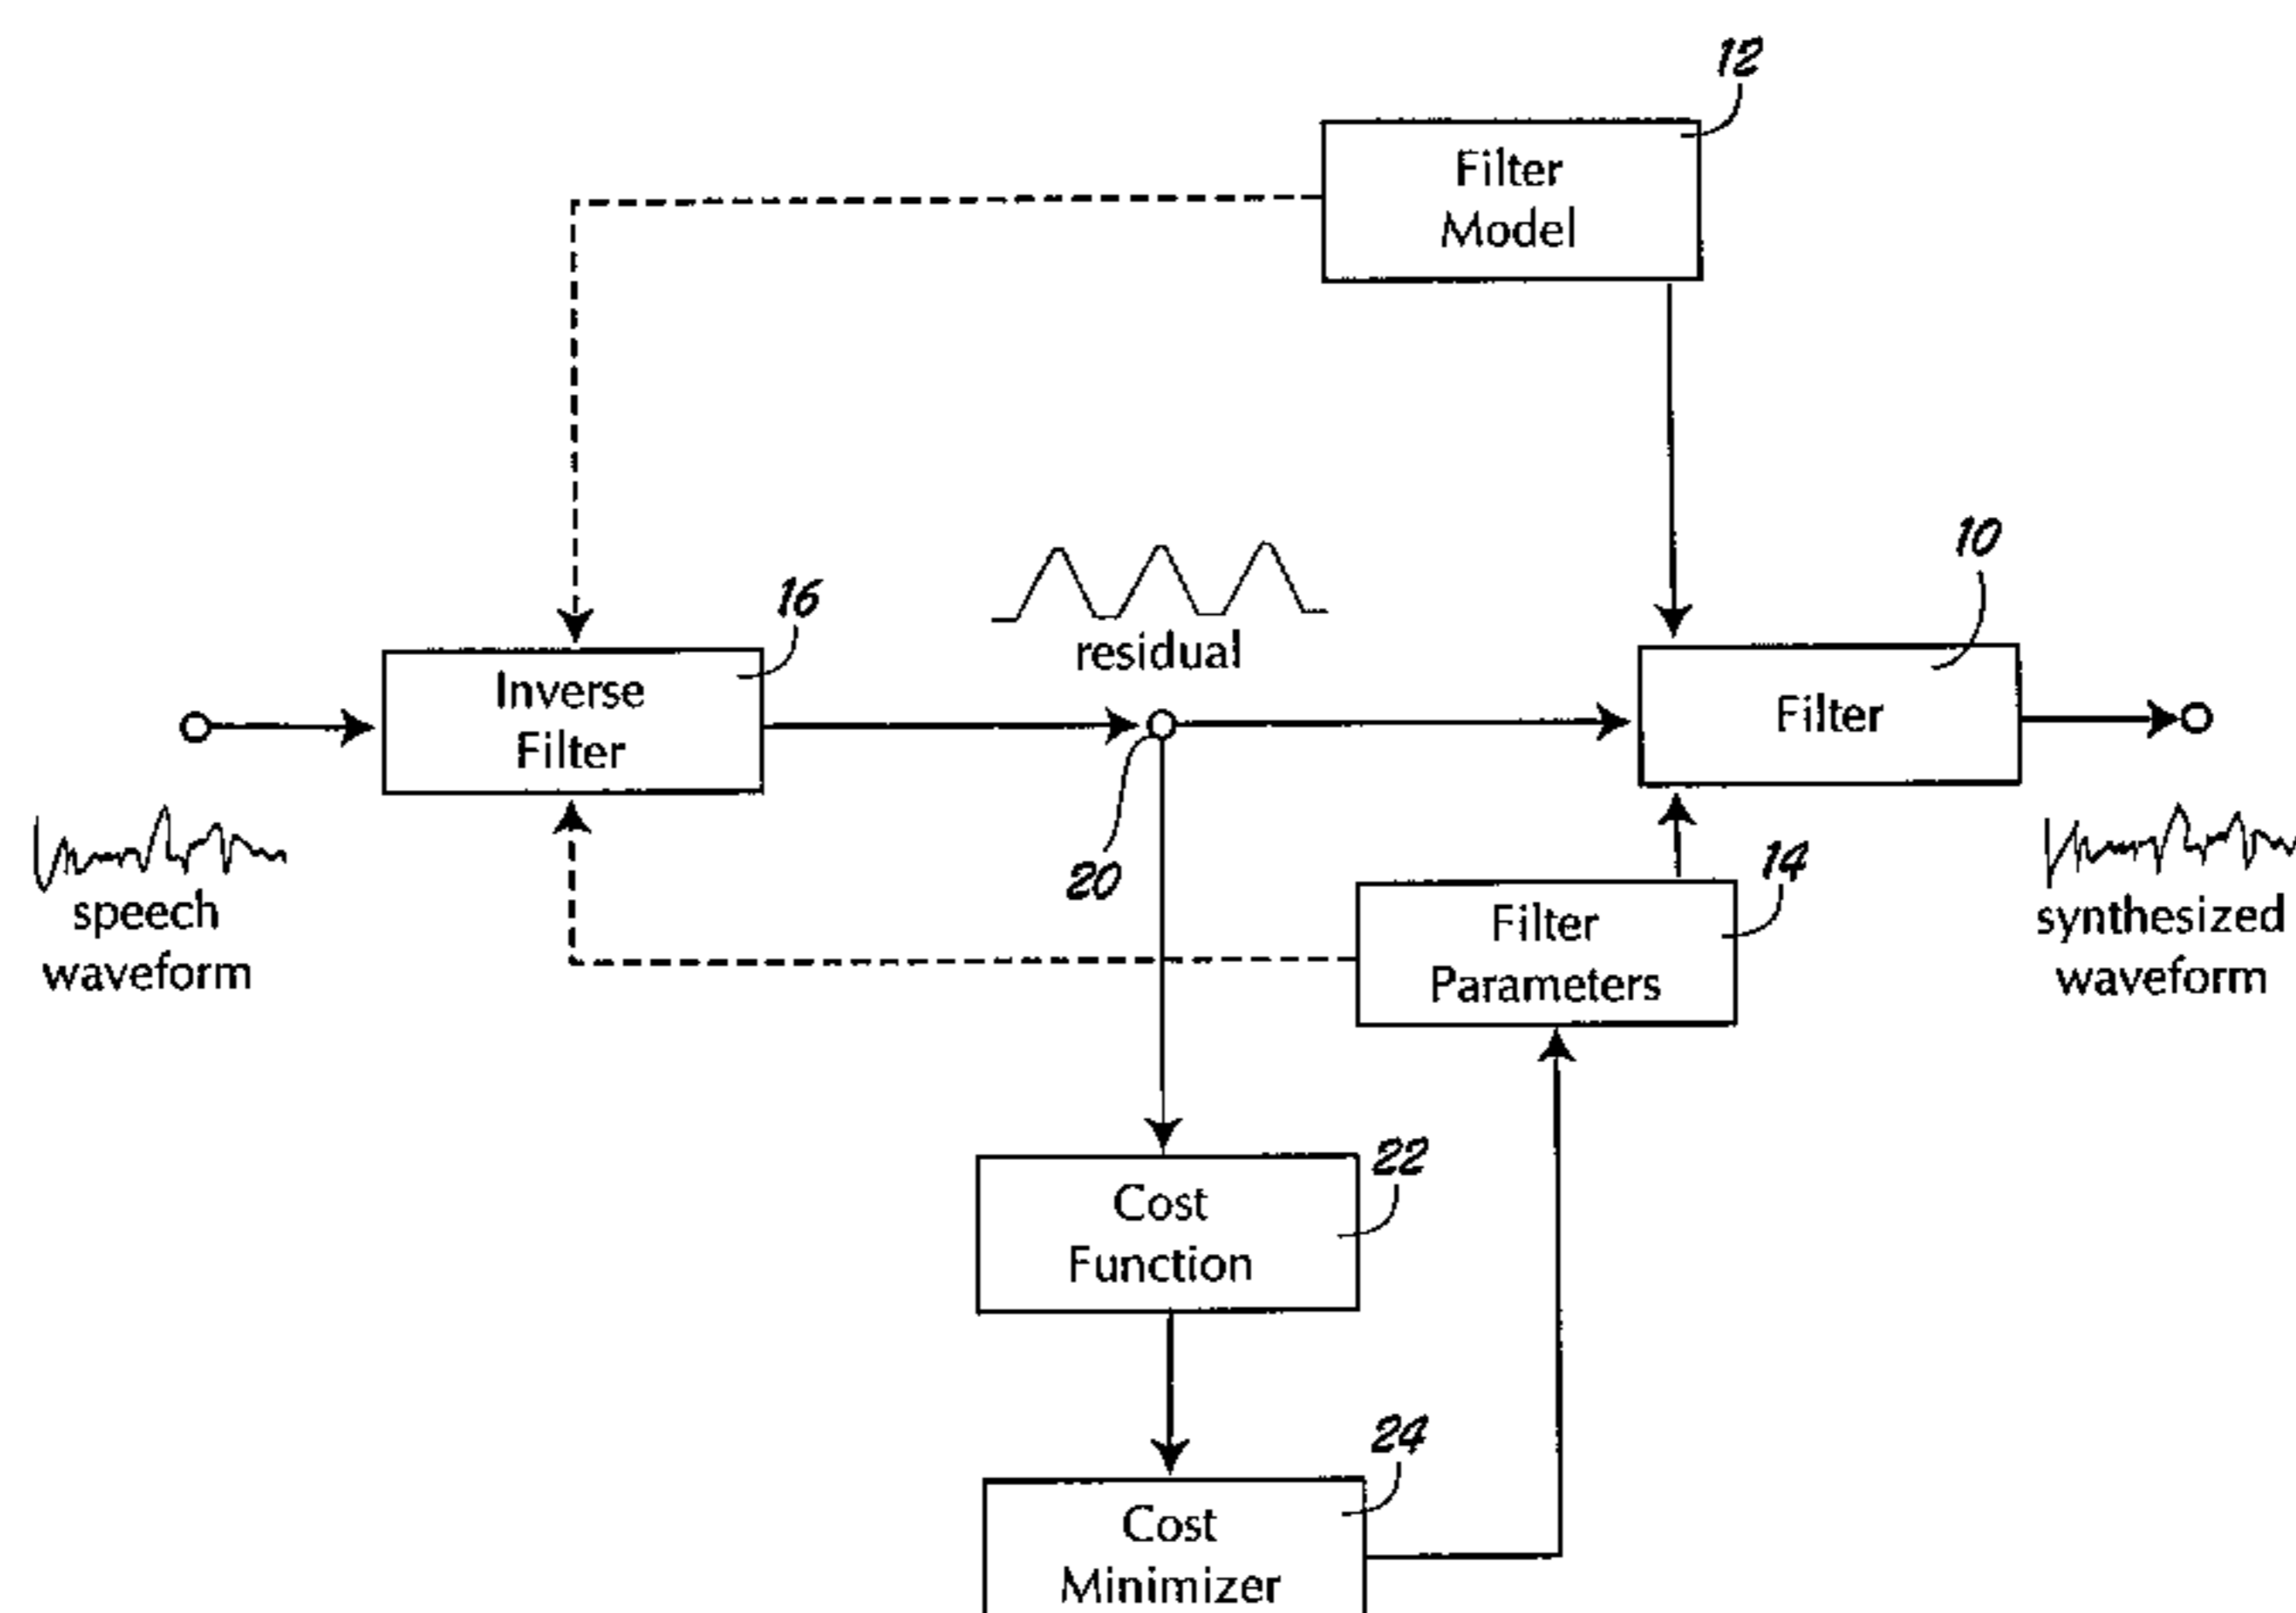 12
Filter
Model
10
16
residual
Inverse
Filter
Filter
20
14
speech
waveform
Filter
Parameters
synthesized
waveform
22
Cost
Function
24
Cost
Minimizer